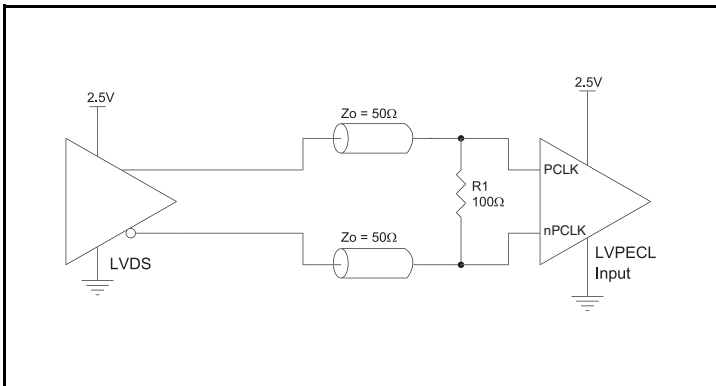 2.5V
2.5V
Zo = 50Ω
PCLK
R1
100Ω
Zo = 50Ω
nPCLK
LVDS
LVPECL
Input